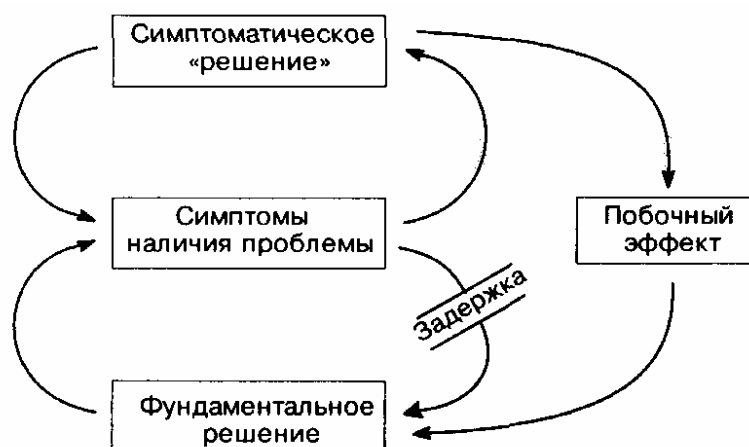 Симптоматическое
«решение»
Симптомы
наличия проблемы
Побочный
эффект
Задержка
Фундаментальное
решение